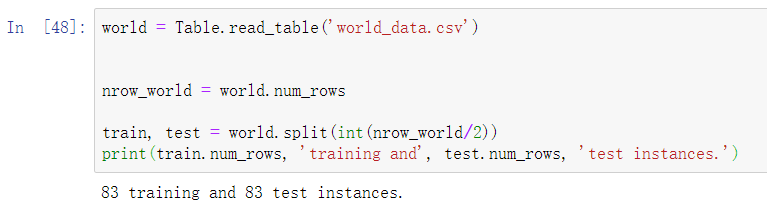 In [48]: world = Table.read_table('world_data.csv')
nrow_world = world.num_rows
train, test = world.split(int(nrow_world/2))
print(train.num_rows, 'training and', test.num_rows, 'test instances.')
83 training and 83 test instances.